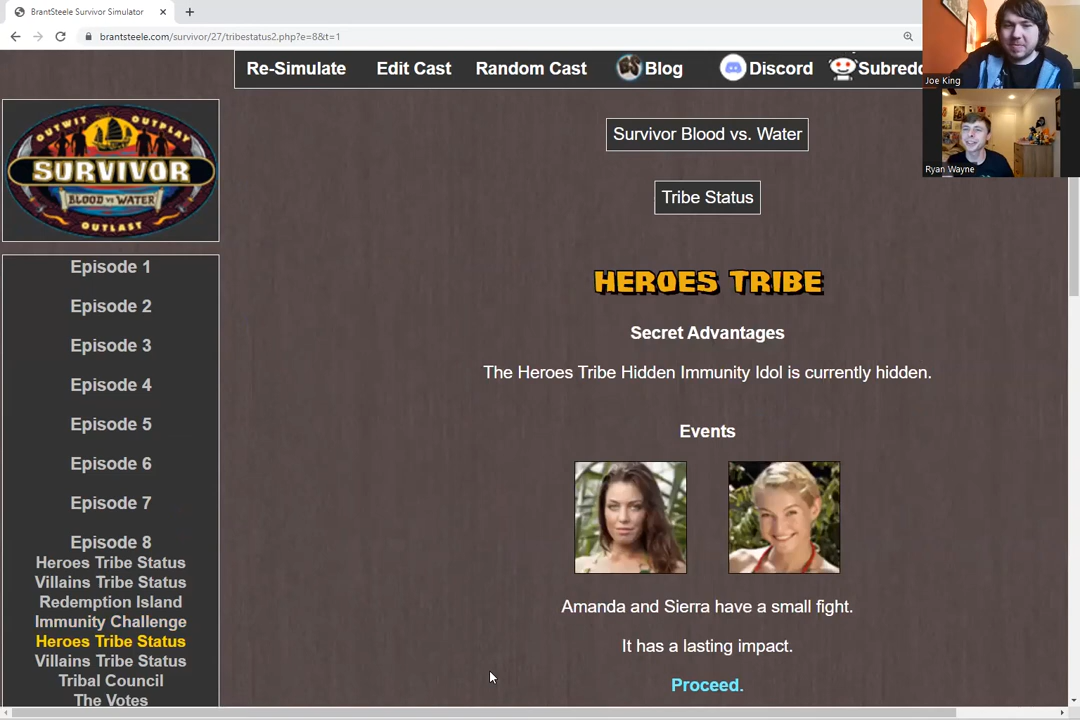 BrantSteele Survivor Simulator
brantsteele.com/survivor/27/tribestatus2.php?e=8&t=1
Re-Simulate Edit Cast Random Cast Blog Discord
Joe King
Ryan Wayne
OUTWIT OUTPLAY
SURVIVOR
BLOOD VS WATER
OUTLAST
Survivor Blood vs. Water
Tribe Status
HEROES TRIBE
Secret Advantages
The Heroes Tribe Hidden Immunity Idol is currently hidden.
Events
Amanda and Sierra have a small fight.
It has a lasting impact.
Proceed.
Episode 1
Episode 2
Episode 3
Episode 4
Episode 5
Episode 6
Episode 7
Episode 8
Heroes Tribe Status
Villains Tribe Status
Redemption Island
Immunity Challenge
Heroes Tribe Status
Villains Tribe Status
Tribal Council
The Votes